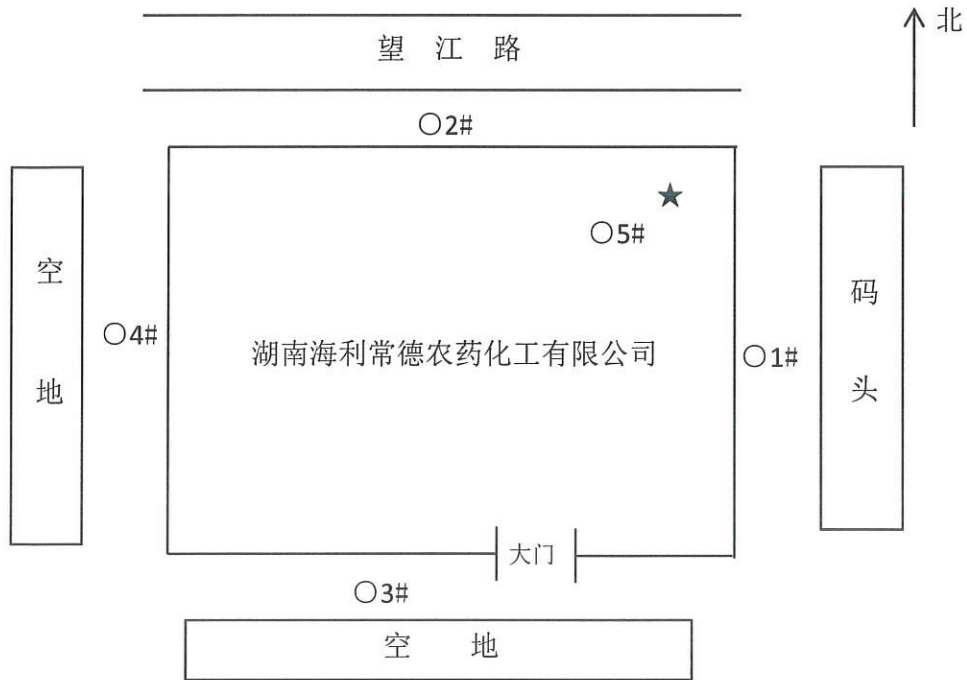 北
望 江 路
○2#
★
○5#
空
地
○4#
湖南海利常德农药化工有限公司
○1#
码
头
大门
○3#
空 地